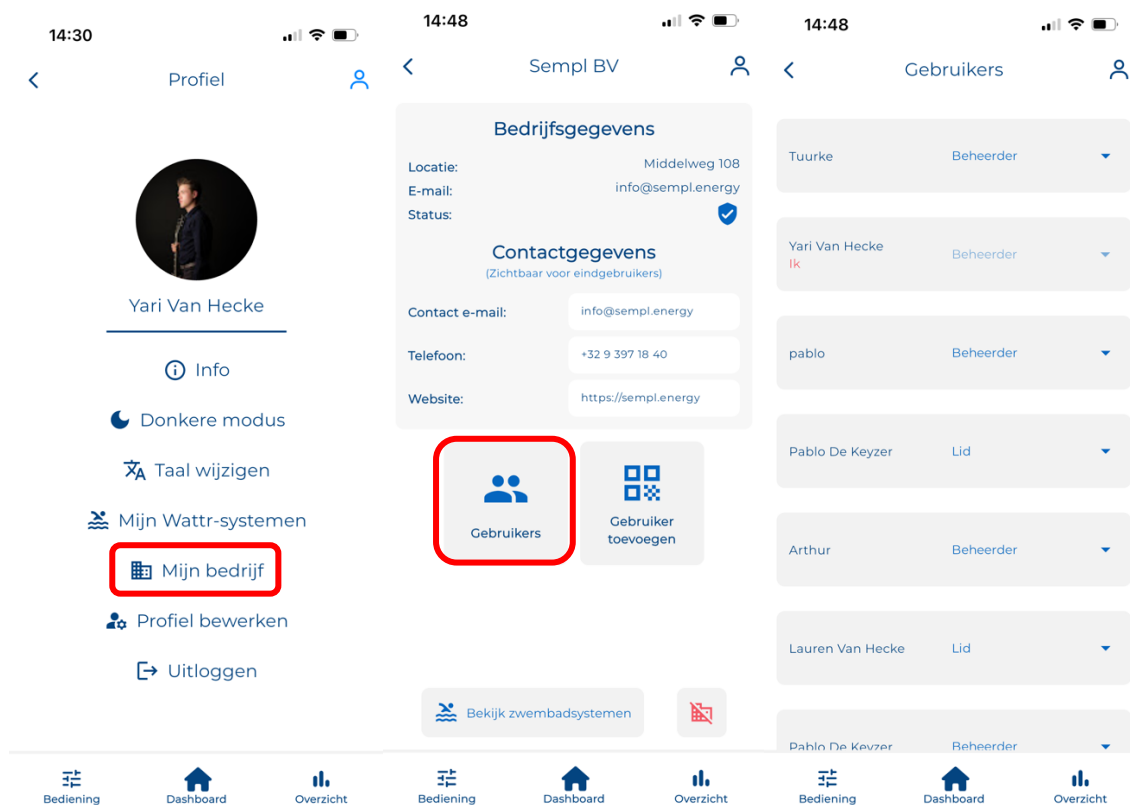 14:30
Profiel
Yari Van Hecke
Info
Donkere modus
Taal wijzigen
Mijn Wattr-systemen
Mijn bedrijf
Profiel bewerken
Uitloggen
Bediening
Dashboard
Overzicht
14:48
Sempl BV
Bedrijfsgegevens
Locatie: Middelweg 108
E-mail: info@sempl.energy
Status:
Contactgegevens
(Zichtbaar voor eindgebruikers)
Contact e-mail: info@sempl.energy
Telefoon: +32 9 397 18 40
Website: https://sempl.energy
Gebruikers
Gebruiker
toevoegen
Bekijk zwembadsystemen
Bediening
Dashboard
Overzicht
14:48
Gebruikers
Tuurke Beheerder
Yari Van Hecke Beheerder
Ik
pablo Beheerder
Pablo De Keyzer Lid
Arthur Beheerder
Lauren Van Hecke Lid
Pablo De Keyzer Beheerder
Bediening
Dashboard
Overzicht